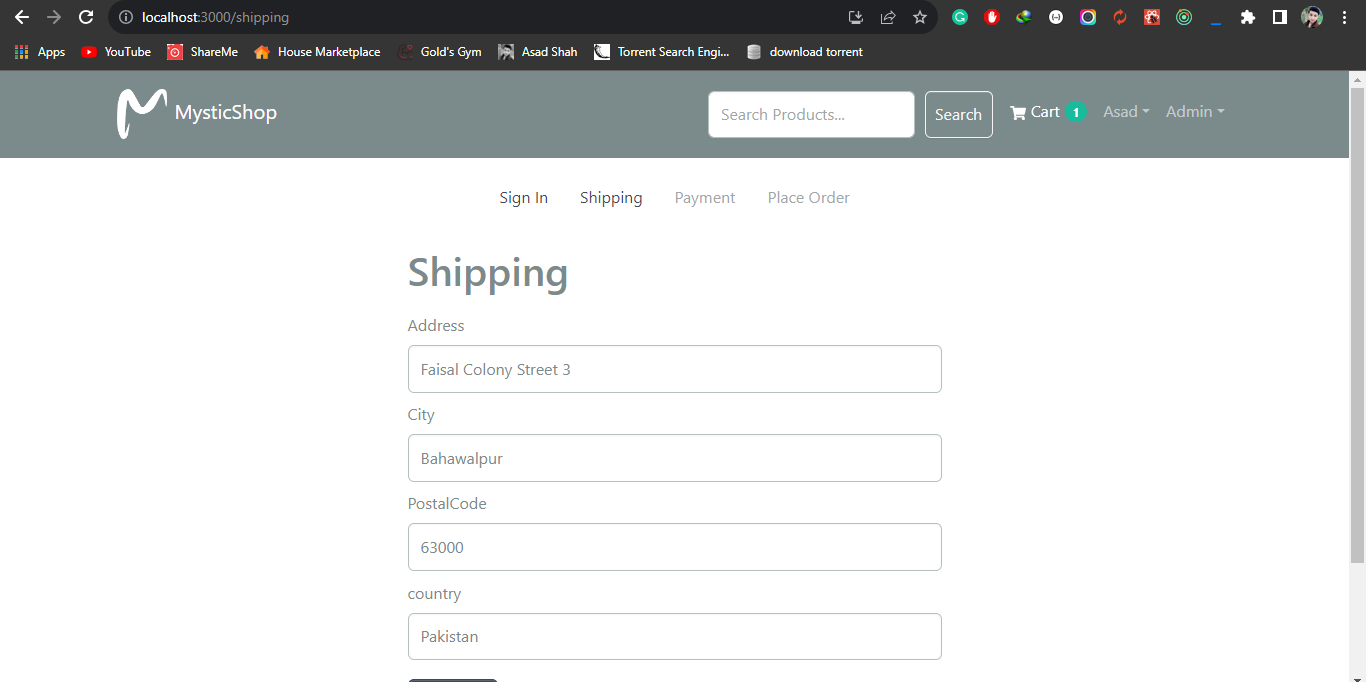 localhost:3000/shipping
Apps YouTube ShareMe House Marketplace Gold's Gym Asad Shah Torrent Search Engi... download torrent
MysticShop Search Products... Search Cart 1 Asad Admin
Sign In Shipping Payment Place Order
Shipping
Address
Faisal Colony Street 3
City
Bahawalpur
PostalCode
63000
country
Pakistan